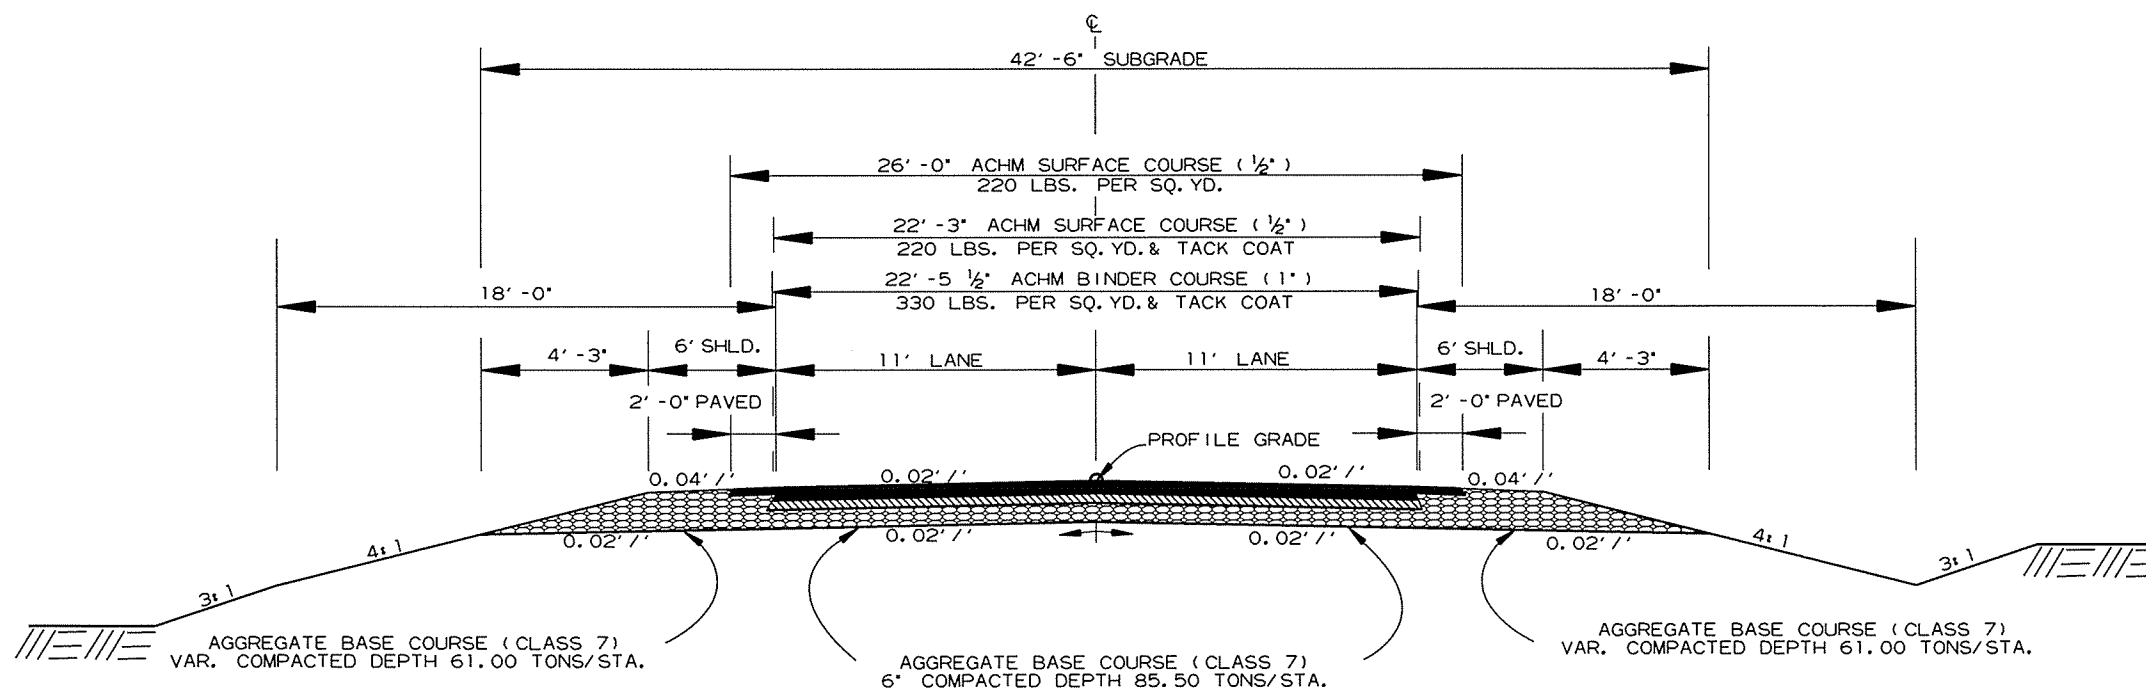 ℄
42'-6" SUBGRADE
26'-0" ACHM SURFACE COURSE (½")
220 LBS. PER SQ.YD.
22'-3" ACHM SURFACE COURSE (½")
220 LBS. PER SQ.YD.& TACK COAT
22'-5 ½" ACHM BINDER COURSE (1")
330 LBS. PER SQ.YD.& TACK COAT
18'-0"
18'-0"
4'-3"
6' SHLD.
11' LANE
11' LANE
6' SHLD.
4'-3"
2'-0" PAVED
2'-0" PAVED
PROFILE GRADE
0.04'/'
0.02'/'
0.02'/'
0.04'/'
0.02'/'
0.02'/'
0.02'/'
0.02'/'
4:1
4:1
3:1
3:1
AGGREGATE BASE COURSE (CLASS 7)
VAR. COMPACTED DEPTH 61.00 TONS/STA.
AGGREGATE BASE COURSE (CLASS 7)
6" COMPACTED DEPTH 85.50 TONS/STA.
AGGREGATE BASE COURSE (CLASS 7)
VAR. COMPACTED DEPTH 61.00 TONS/STA.